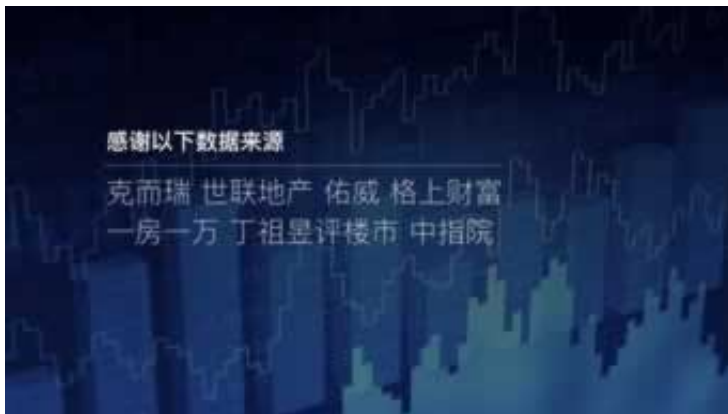 感谢以下数据来源
克而瑞 世联地产 佑威 格上财富
一房一万 丁祖昱评楼市 中指院